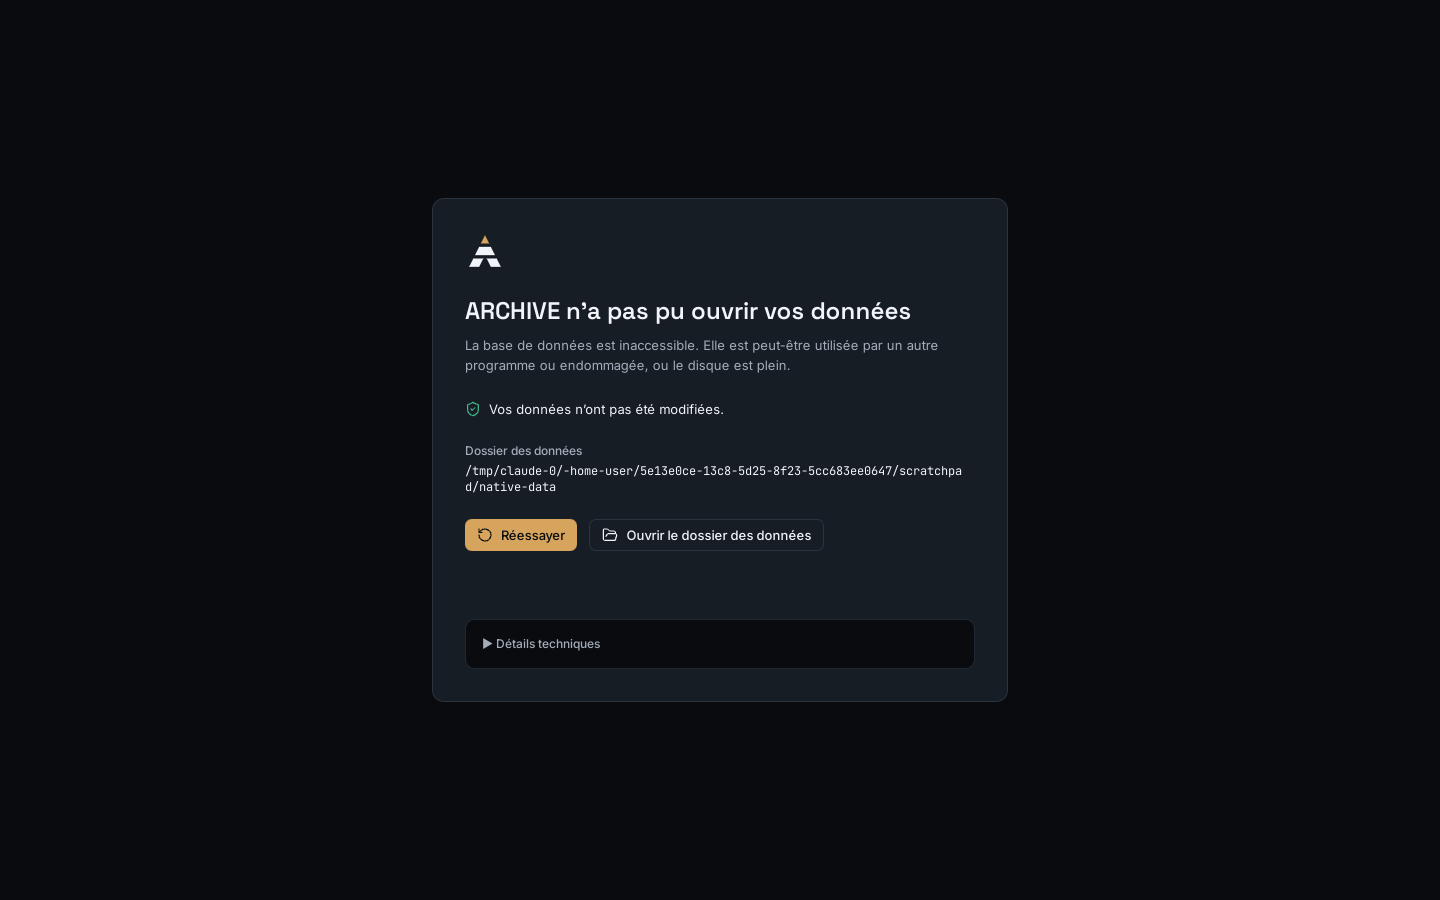 ARCHIVE n’a pas pu ouvrir vos données
La base de données est inaccessible. Elle est peut-être utilisée par un autre
programme ou endommagée, ou le disque est plein.
Vos données n’ont pas été modifiées.
Dossier des données
/tmp/claude-0/-home-user/5e13e0ce-13c8-5d25-8f23-5cc683ee0647/scratchpa
d/native-data
Réessayer
Ouvrir le dossier des données
Détails techniques